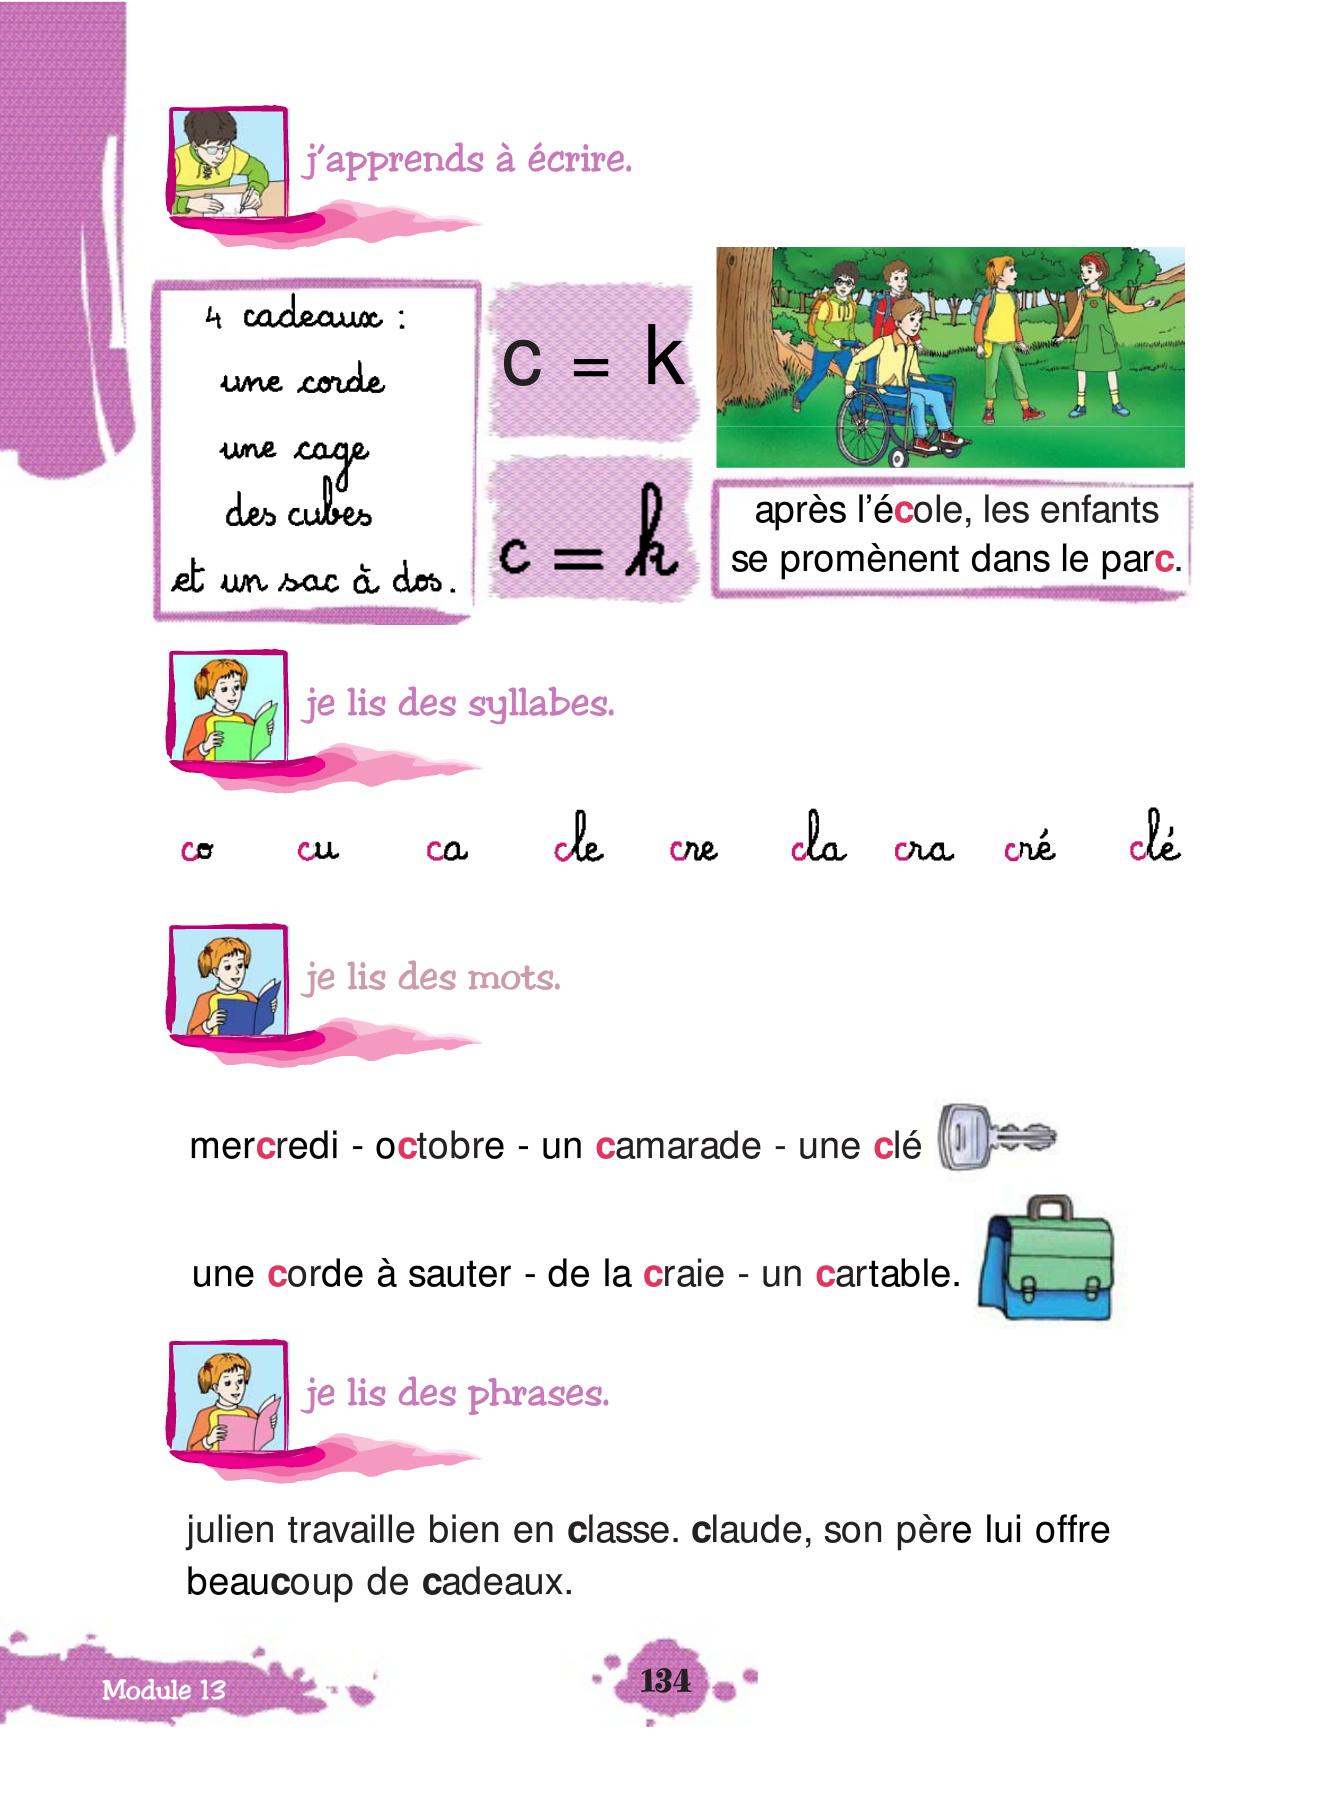 j'apprends à écrire.
4 cadeaux :
une corde
une cage
des cubes
et un sac à dos.
c = k
c = k
après l'école, les enfants
se promènent dans le parc.
je lis des syllabes.
co cu ca cle cre cla cra cré clé
je lis des mots.
mercredi - octobre - un camarade - une clé
une corde à sauter - de la craie - un cartable.
je lis des phrases.
julien travaille bien en classe. claude, son père lui offre
beaucoup de cadeaux.
Module 13
134